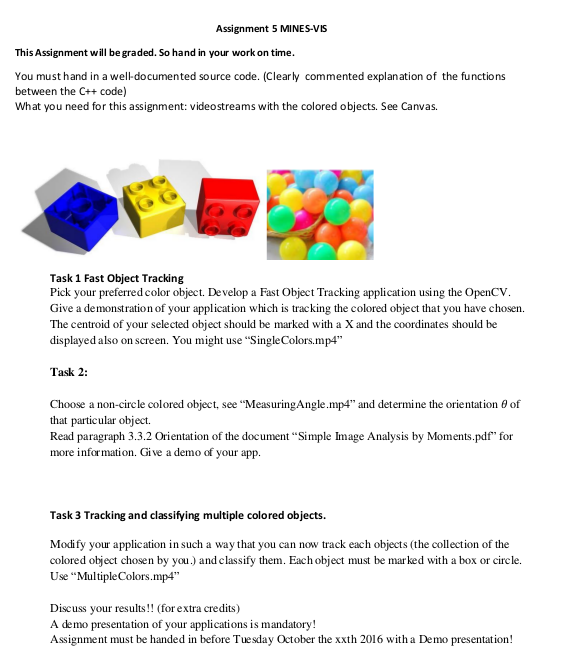 Assignment 5 MINES-VIS
This Assignment will be graded. So hand in your work on time.
You must hand in a well-documented source code. (Clearly commented explanation of the functions
between the C++ code)
What you need for this assignment: videostreams with the colored objects. See Canvas.
Task 1 Fast Object Tracking
Pick your preferred color object. Develop a Fast Object Tracking application using the OpenCV.
Give a demonstration of your application which is tracking the colored object that you have chosen.
The centroid of your selected object should be marked with a X and the coordinates should be
displayed also on screen. You might use “SingleColors.mp4”
Task 2:
Choose a non-circle colored object, see “MeasuringAngle.mp4” and determine the orientation θ of
that particular object.
Read paragraph 3.3.2 Orientation of the document “Simple Image Analysis by Moments.pdf” for
more information. Give a demo of your app.
Task 3 Tracking and classifying multiple colored objects.
Modify your application in such a way that you can now track each objects (the collection of the
colored object chosen by you.) and classify them. Each object must be marked with a box or circle.
Use “MultipleColors.mp4”
Discuss your results!! (for extra credits)
A demo presentation of your applications is mandatory!
Assignment must be handed in before Tuesday October the xxth 2016 with a Demo presentation!